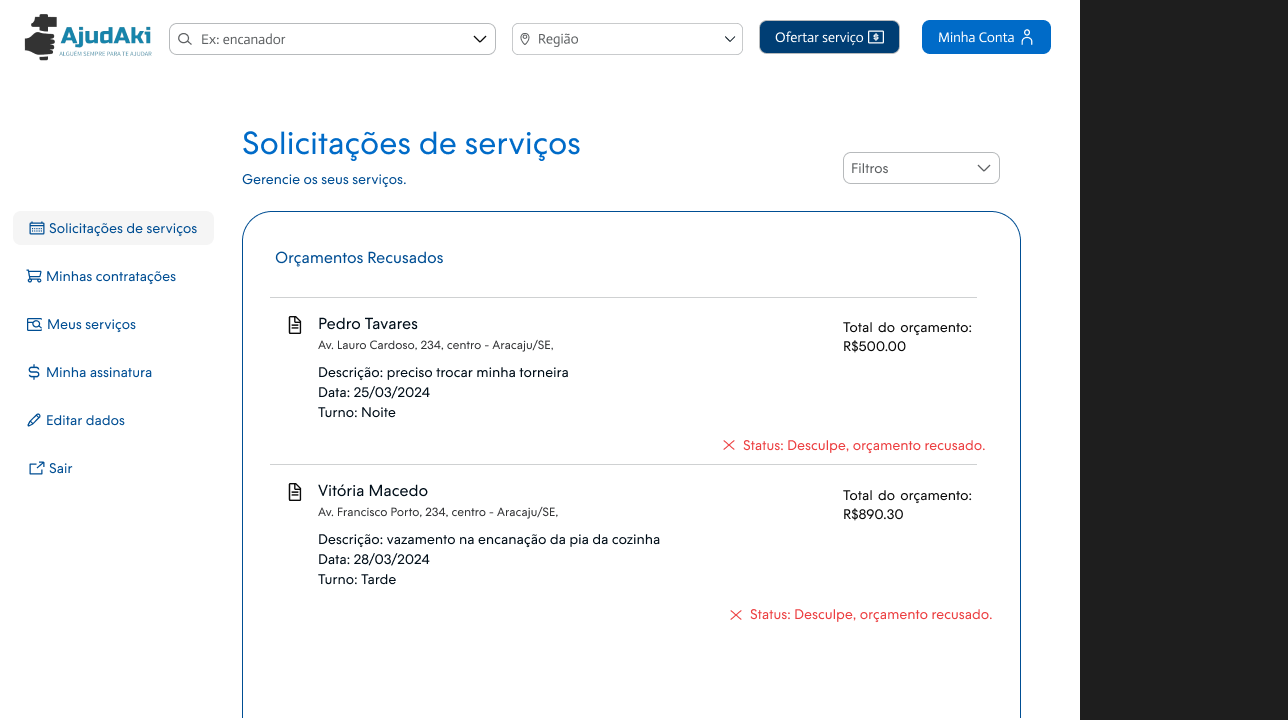 AjudAki
ALGUÉM SEMPRE PARA TE AJUDAR
Ex: encanador
Região
Ofertar serviço
Minha Conta
Solicitações de serviços
Gerencie os seus serviços.
Filtros
Solicitações de serviços
Minhas contratações
Meus serviços
Minha assinatura
Editar dados
Sair
Orçamentos Recusados
Pedro Tavares
Av. Lauro Cardoso, 234, centro - Aracaju/SE,
Descrição: preciso trocar minha torneira
Data: 25/03/2024
Turno: Noite
Total do orçamento:
R$500.00
Status: Desculpe, orçamento recusado.
Vitória Macedo
Av. Francisco Porto, 234, centro - Aracaju/SE,
Descrição: vazamento na encanação da pia da cozinha
Data: 28/03/2024
Turno: Tarde
Total do orçamento:
R$890.30
Status: Desculpe, orçamento recusado.